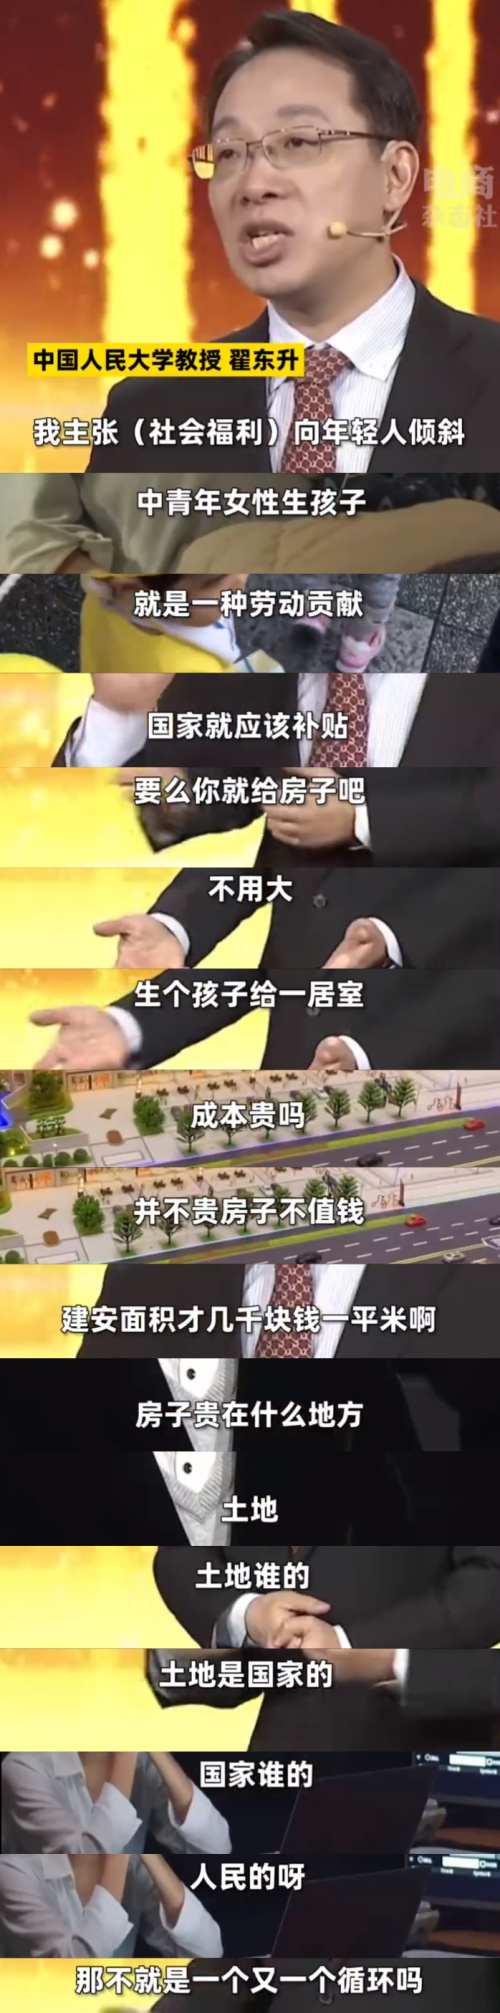 电商
杂志社
中国人民大学教授 翟东升
我主张（社会福利）向年轻人倾斜
中青年女性生孩子
就是一种劳动贡献
国家就应该补贴
要么你就给房子吧
不用大
生个孩子给一居室
成本贵吗
并不贵房子不值钱
建安面积才几千块钱一平米啊
房子贵在什么地方
土地
土地谁的
土地是国家的
国家谁的
人民的呀
那不就是一个又一个循环吗